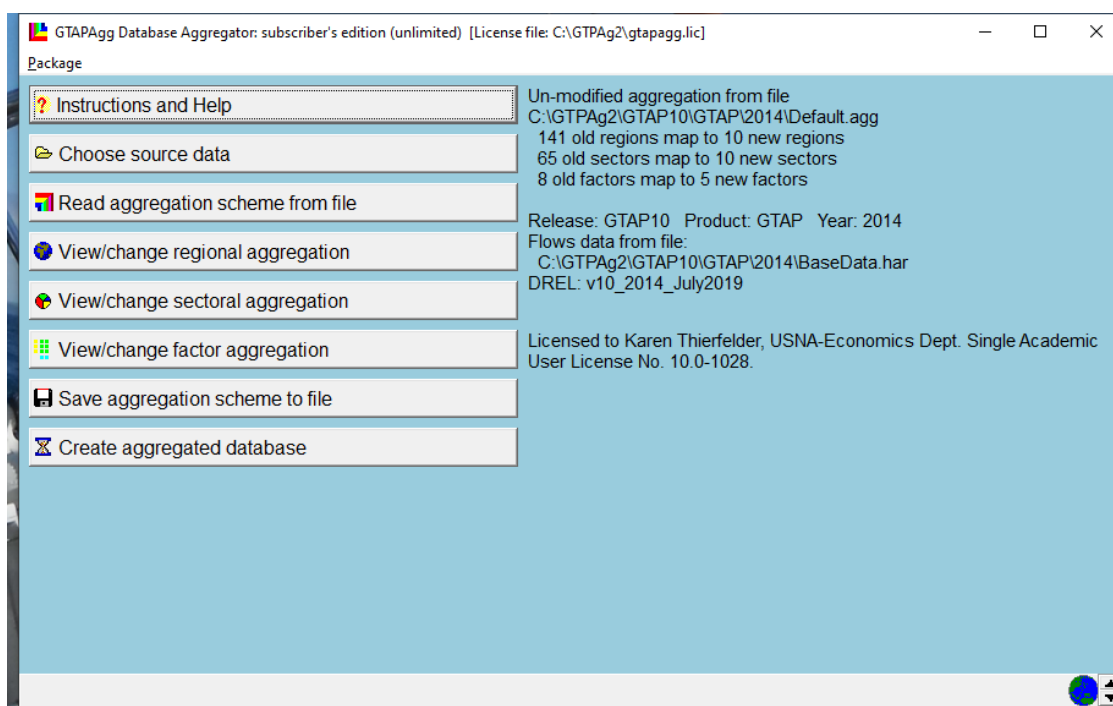 GTAPAgg Database Aggregator: subscriber's edition (unlimited) [License file: C:\GTPAg2\gtapagg.lic]
Package
? Instructions and Help
Choose source data
Read aggregation scheme from file
View/change regional aggregation
View/change sectoral aggregation
View/change factor aggregation
Save aggregation scheme to file
Create aggregated database
Un-modified aggregation from file
C:\GTPAg2\GTAP10\GTAP\2014\Default.agg
141 old regions map to 10 new regions
65 old sectors map to 10 new sectors
8 old factors map to 5 new factors
Release: GTAP10 Product: GTAP Year: 2014
Flows data from file:
C:\GTPAg2\GTAP10\GTAP\2014\BaseData.har
DREL: v10_2014_July2019
Licensed to Karen Thierfelder, USNA-Economics Dept. Single Academic
User License No. 10.0-1028.